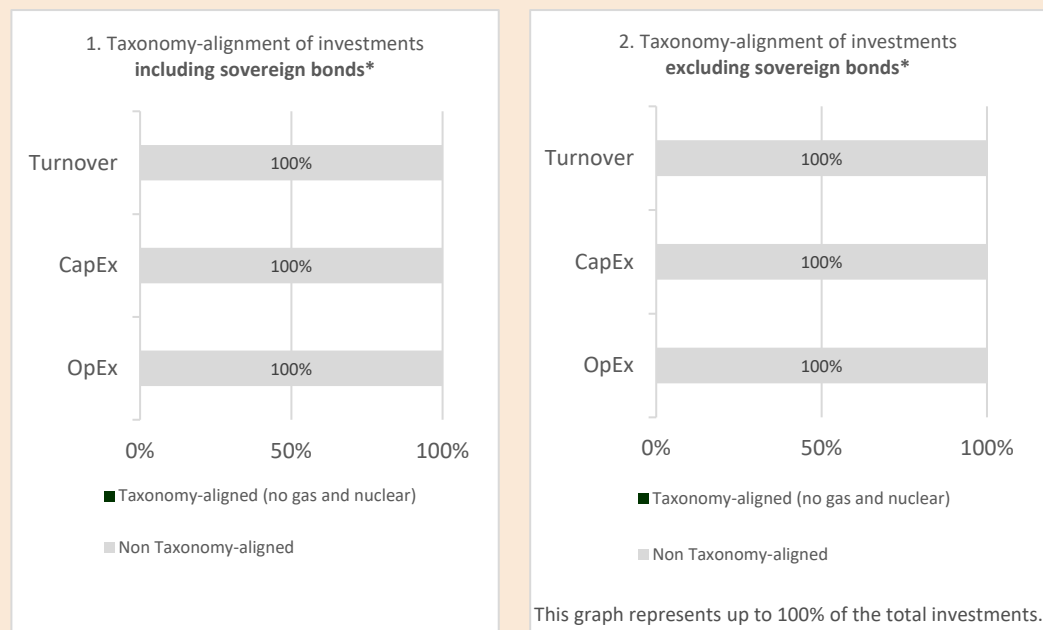 1. Taxonomy-alignment of investments
including sovereign bonds*
Turnover
100%
CapEx
100%
OpEx
100%
0%
50%
100%
Taxonomy-aligned (no gas and nuclear)
Non Taxonomy-aligned
2. Taxonomy-alignment of investments
excluding sovereign bonds*
Turnover
100%
CapEx
100%
OpEx
100%
0%
50%
100%
Taxonomy-aligned (no gas and nuclear)
Non Taxonomy-aligned
This graph represents up to 100% of the total investments.